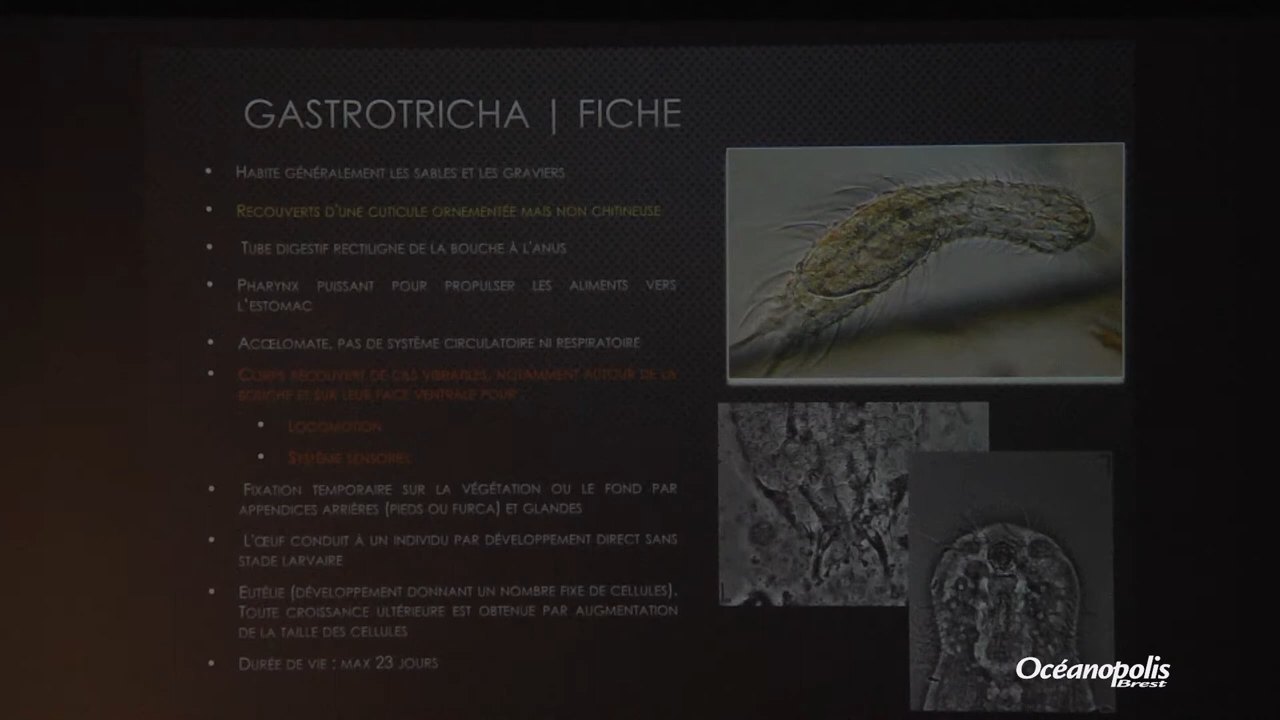 GASTROTRICHA | FICHE
• HABITE GÉNÉRALEMENT LES SABLES ET LES GRAVIERS
• RECOUVERTS D'UNE CUTICULE ORNEMENTÉE MAIS NON CHITINEUSE
• TUBE DIGESTIF RECTILIGNE DE LA BOUCHE À L'ANUS
• PHARYNX PUISSANT POUR PROPULSER LES ALIMENTS VERS
L'ESTOMAC
• ACCŒLOMATE, PAS DE SYSTÈME CIRCULATOIRE NI RESPIRATOIRE
• CORPS RECOUVERT DE CILS VIBRATILES, NOTAMMENT AUTOUR DE LA
BOUCHE ET SUR LEUR FACE VENTRALE POUR
• LOCOMOTION
• SYSTÈME SENSORIEL
• FIXATION TEMPORAIRE SUR LA VÉGÉTATION OU LE FOND PAR
APPENDICES ARRIÈRES (PIEDS OU FURCA) ET GLANDES
• L'ŒUF CONDUIT À UN INDIVIDU PAR DÉVELOPPEMENT DIRECT SANS
STADE LARVAIRE
• EUTÉLIE (DÉVELOPPEMENT DONNANT UN NOMBRE FIXE DE CELLULES).
TOUTE CROISSANCE ULTÉRIEURE EST OBTENUE PAR AUGMENTATION
DE LA TAILLE DES CELLULES
• DURÉE DE VIE : MAX 23 JOURS
Océanopolis
Brest